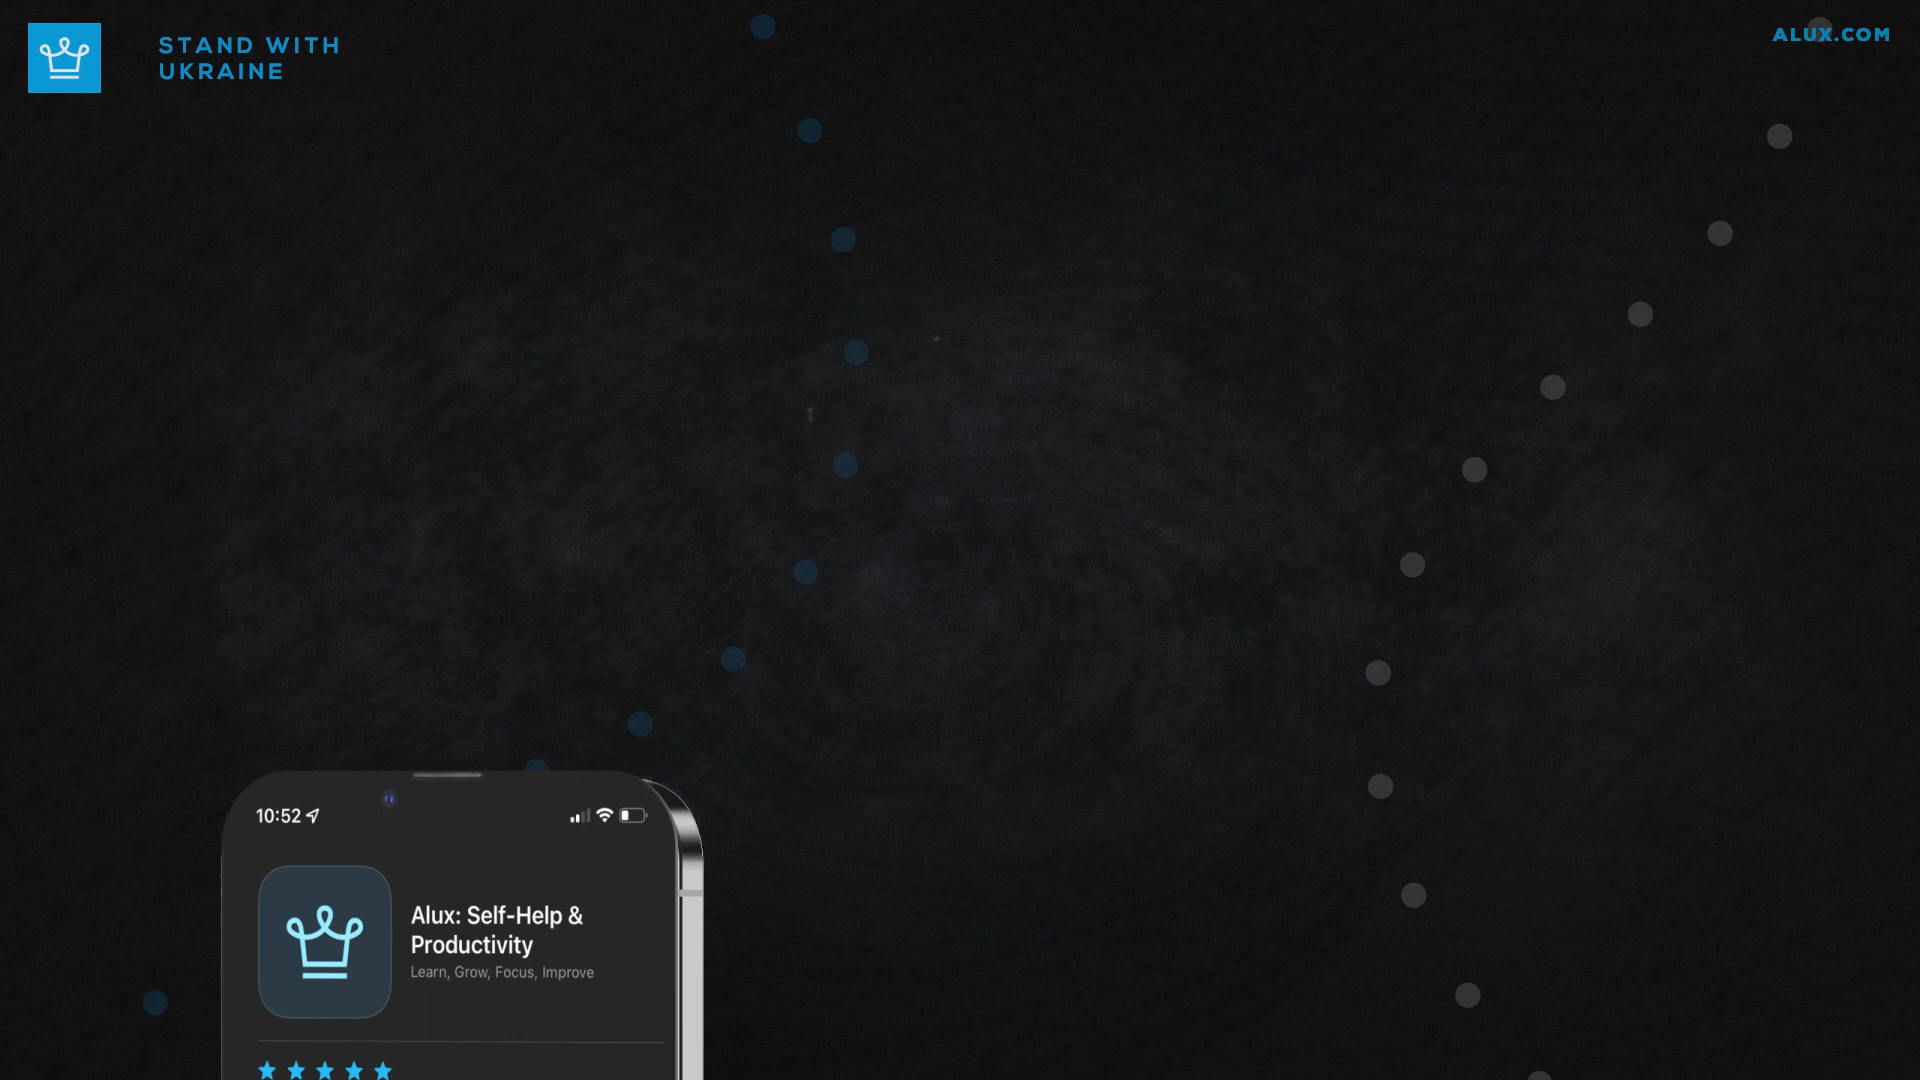 STAND WITH
UKRAINE
ALUX.COM
10:52
Alux: Self-Help &
Productivity
Learn, Grow, Focus, Improve